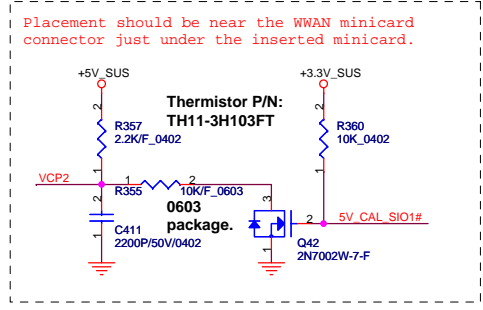 Placement should be near the WWAN minicard
connector just under the inserted minicard.
+5V_SUS
+3.3V_SUS
Thermistor P/N:
TH11-3H103FT
2
R357
2.2K/F_0402
1
2
R360
10K_0402
1
VCP2
1
2
R355
10K/F_0603
0603
package.
2
C411
2200P/50V/0402
1
3
2
5V_CAL_SIO1#
1
Q42
2N7002W-7-F